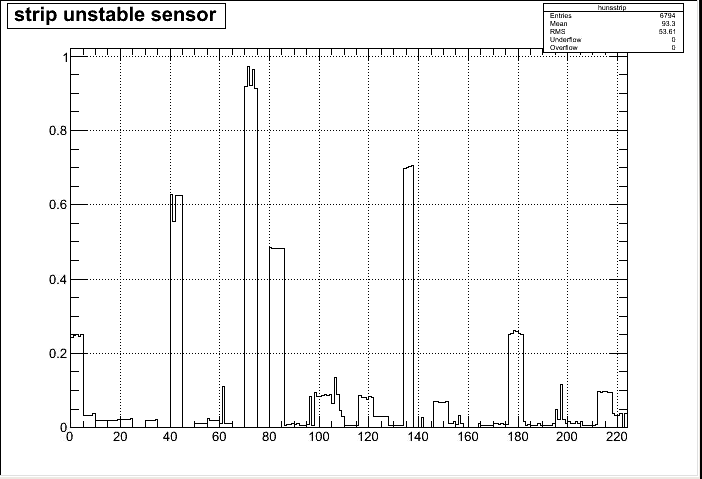 strip unstable sensor
hunsstrip
Entries 6794
Mean 93.3
RMS 53.61
Underflow 0
Overflow 0
1
0.8
0.6
0.4
0.2
0
0 20 40 60 80 100 120 140 160 180 200 220